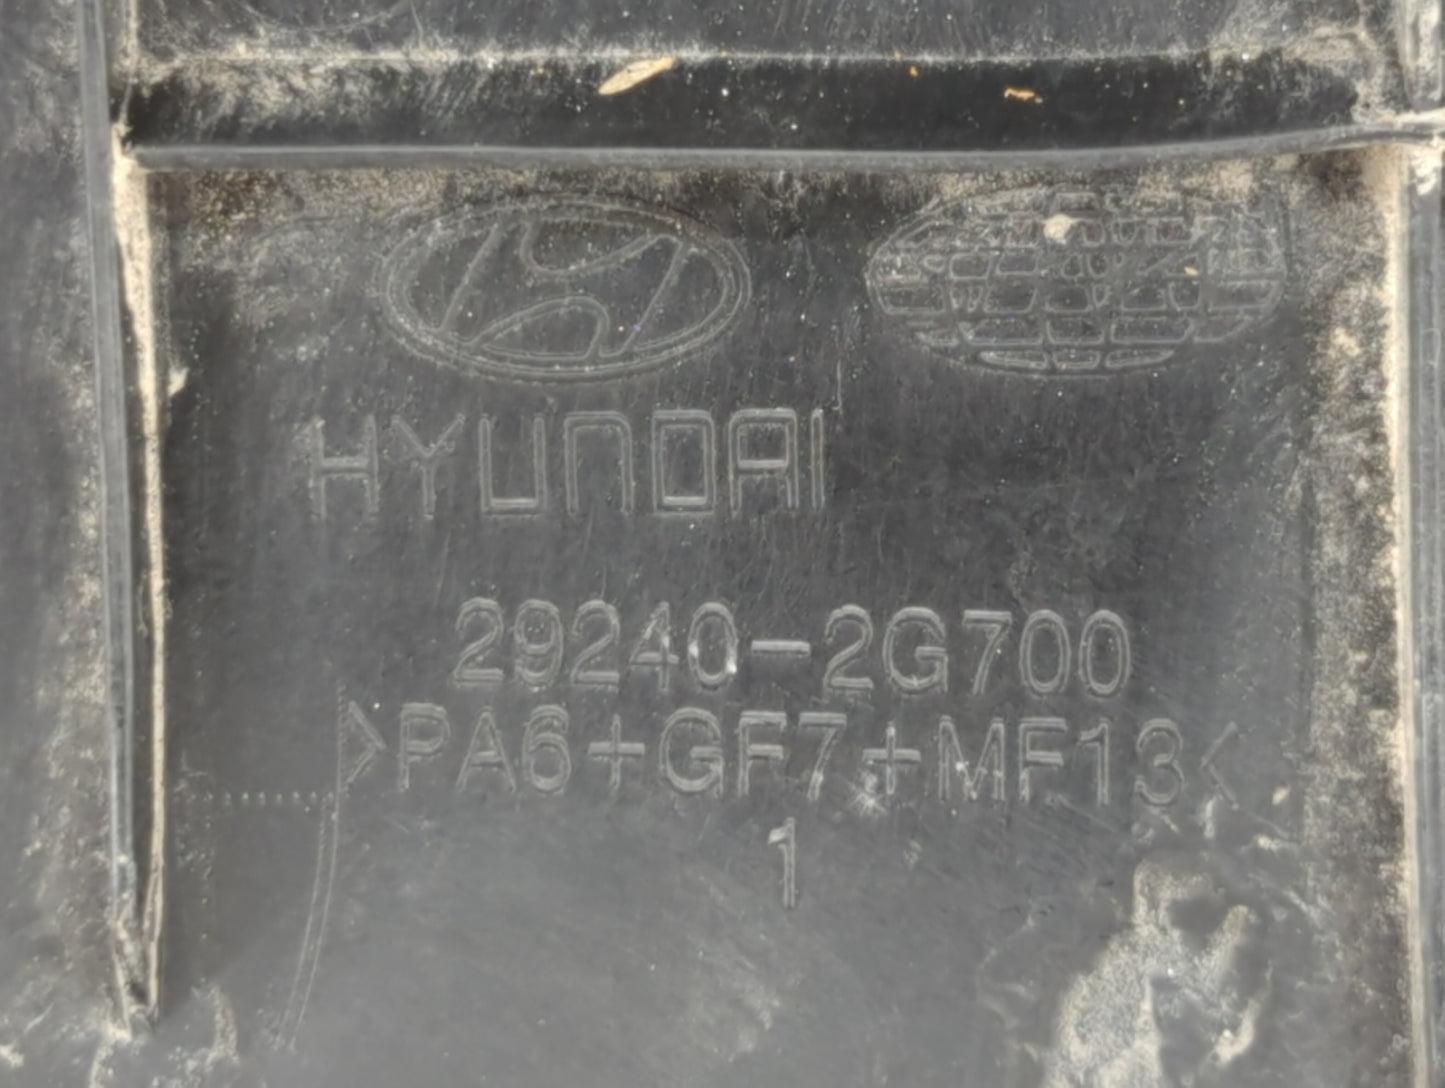 HYUNDAI
29240-2G700
>PA6+GF7+MF13<
1